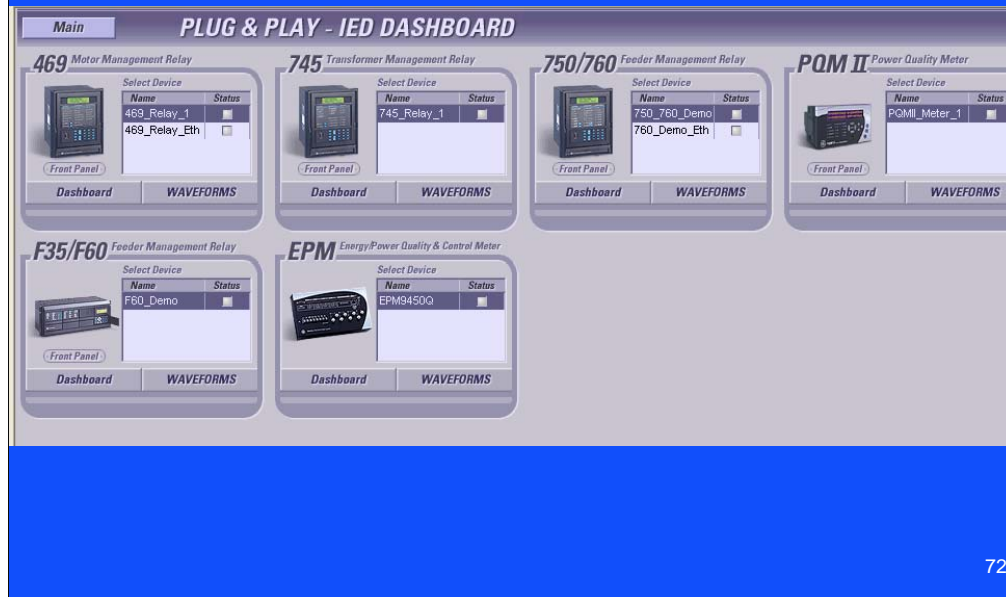 Main
PLUG & PLAY - IED DASHBOARD
469 Motor Management Relay
Select Device
Name Status
469_Relay_1
469_Relay_Eth
Front Panel
Dashboard WAVEFORMS
745 Transformer Management Relay
Select Device
Name Status
745_Relay_1
Front Panel
Dashboard WAVEFORMS
750/760 Feeder Management Relay
Select Device
Name Status
750_760_Demo
760_Demo_Eth
Front Panel
Dashboard WAVEFORMS
PQM II Power Quality Meter
Select Device
Name Status
PQMII_Meter_1
Front Panel
Dashboard WAVEFORMS
F35/F60 Feeder Management Relay
Select Device
Name Status
F60_Demo
Front Panel
Dashboard WAVEFORMS
EPM Energy/Power Quality & Control Meter
Select Device
Name Status
EPM9450Q
Dashboard WAVEFORMS
72